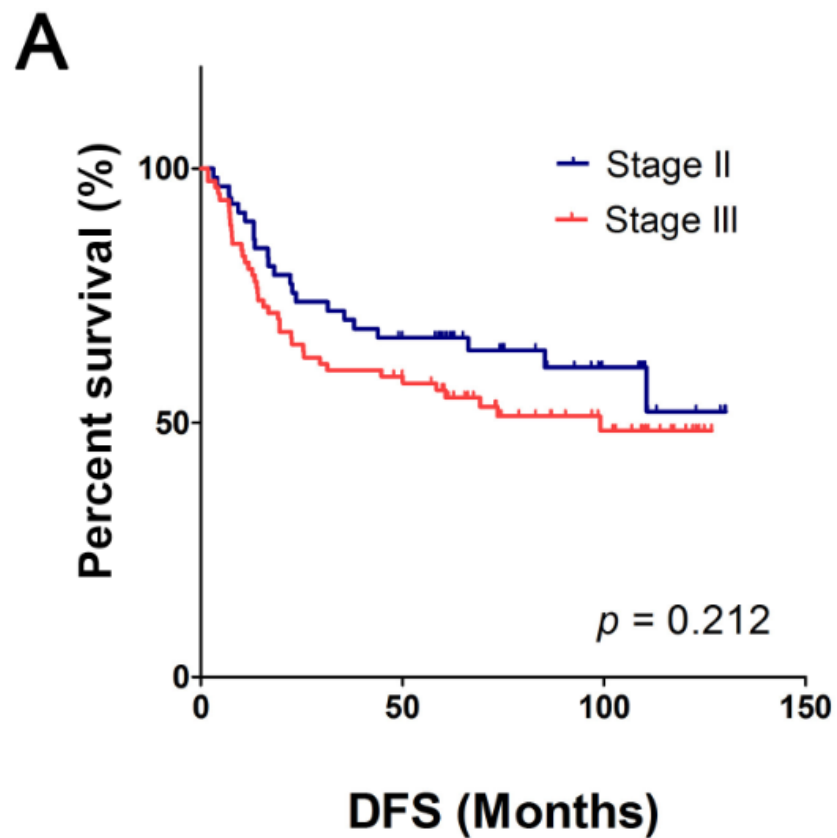 A
Percent survival (%)
100
50
0
Stage II
Stage III
p = 0.212
0 50 100 150
DFS (Months)